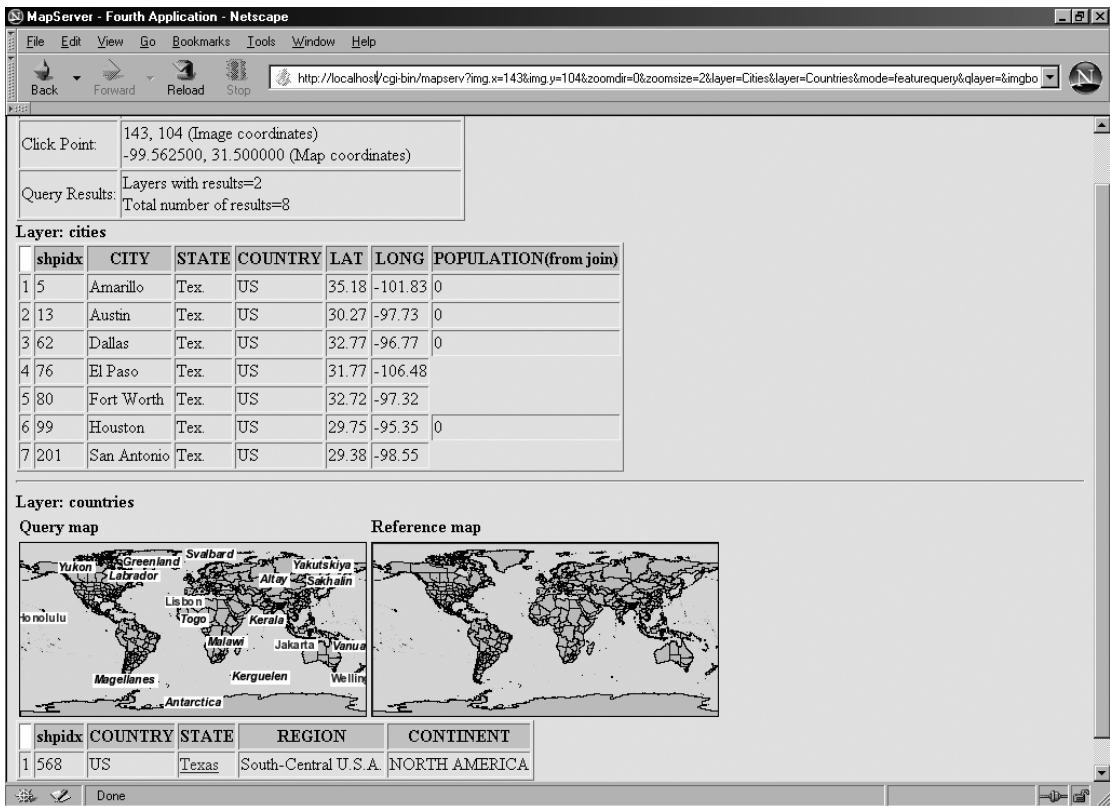 MapServer - Fourth Application - Netscape
File Edit View Go Bookmarks Tools Window Help
Back Forward Reload Stop http://localhost/cgi-bin/mapserv?img.x=143&img.y=104&zoomdir=0&zoomsize=2&layer=Cities&layer=Countries&mode=featurequery&qlayer=&imgbo N
Click Point: 143, 104 (Image coordinates)
-99.562500, 31.500000 (Map coordinates)
Query Results: Layers with results=2
Total number of results=8
Layer: cities
shpidx CITY STATE COUNTRY LAT LONG POPULATION(from join)
1 5 Amarillo Tex. US 35.18 -101.83 0
2 13 Austin Tex. US 30.27 -97.73 0
3 62 Dallas Tex. US 32.77 -96.77 0
4 76 El Paso Tex. US 31.77 -106.48
5 80 Fort Worth Tex. US 32.72 -97.32
6 99 Houston Tex. US 29.75 -95.35 0
7 201 San Antonio Tex. US 29.38 -98.55
Layer: countries
Query map Reference map
Svalbard
Yukon Greenland Yakutskiya
Labrador Altay Sakhalin
Lisbon
Honolulu Togo Kerala
Malawi Jakarta Vanua
Magellanes Kerguelen Welling
Antarctica
shpidx COUNTRY STATE REGION CONTINENT
1 568 US Texas South-Central U.S.A. NORTH AMERICA
Done